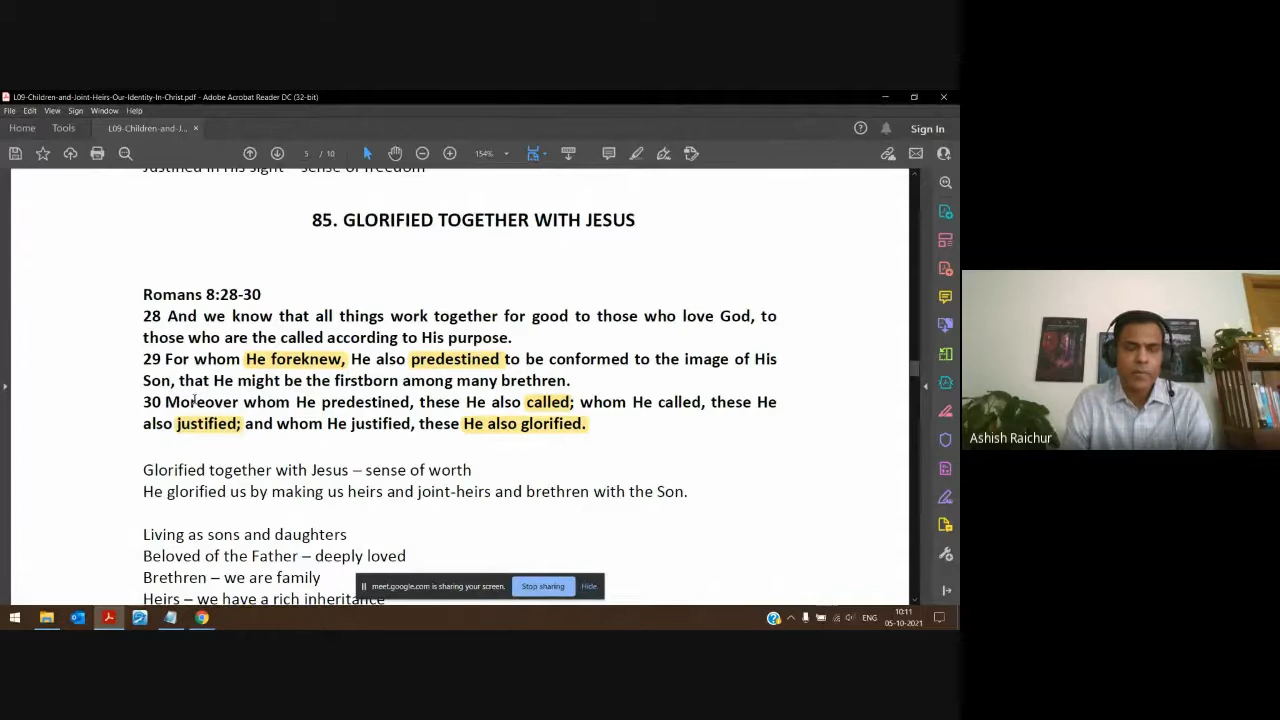 L09-Children-and-Joint-Heirs-Our-Identity-In-Christ.pdf - Adobe Acrobat Reader DC (32-bit)
File Edit View Sign Window Help
Home Tools L09-Children-and-J... × Sign In
5 / 10 154%
Justified in His sight – sense of freedom
85. GLORIFIED TOGETHER WITH JESUS
Romans 8:28-30
28 And we know that all things work together for good to those who love God, to
those who are the called according to His purpose.
29 For whom He foreknew, He also predestined to be conformed to the image of His
Son, that He might be the firstborn among many brethren.
30 Moreover whom He predestined, these He also called; whom He called, these He
also justified; and whom He justified, these He also glorified.
Glorified together with Jesus – sense of worth
He glorified us by making us heirs and joint-heirs and brethren with the Son.
Living as sons and daughters
Beloved of the Father – deeply loved
Brethren – we are family
Heirs – we have a rich inheritance
meet.google.com is sharing your screen. Stop sharing Hide
Ashish Raichur
ENG
10:11
05-10-2021